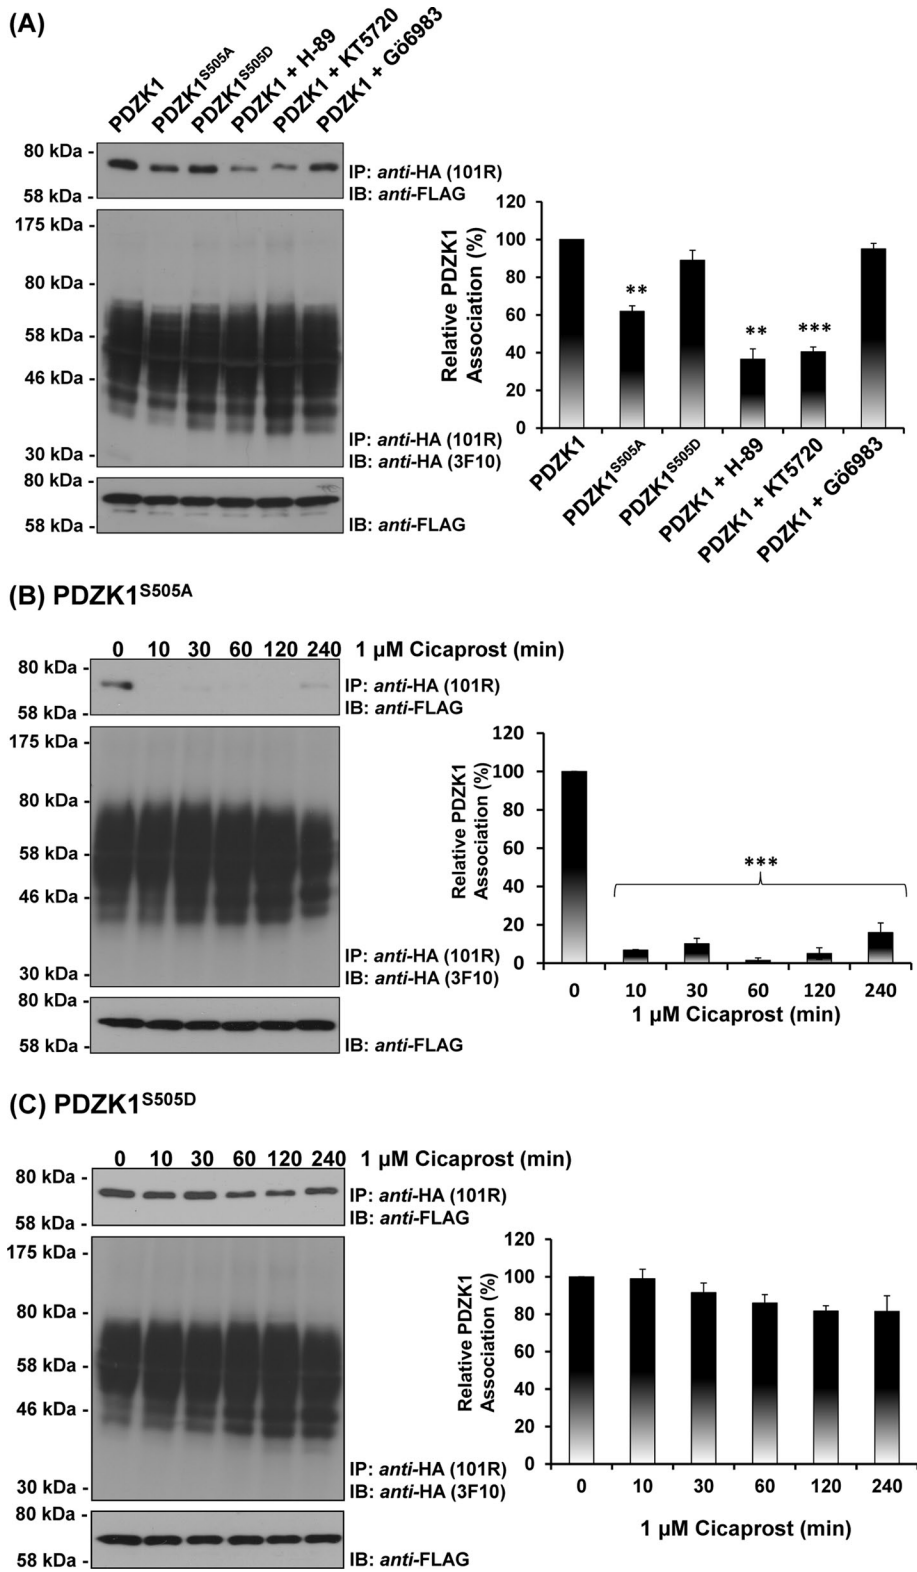 (A)
PDZK1
PDZK1S505A
PDZK1S505D
PDZK1 + H-89
PDZK1 + KT5720
PDZK1 + Gö6983
80 kDa -
58 kDa -
IP: anti-HA (101R)
IB: anti-FLAG
175 kDa -
80 kDa -
58 kDa -
46 kDa -
30 kDa -
IP: anti-HA (101R)
IB: anti-HA (3F10)
80 kDa -
58 kDa -
IB: anti-FLAG
Relative PDZK1
Association (%)
120
100
80
60
40
20
0
**
**
***
PDZK1
PDZK1S505A
PDZK1S505D
PDZK1 + H-89
PDZK1 + KT5720
PDZK1 + Gö6983
(B) PDZK1S505A
0 10 30 60 120 240 1 µM Cicaprost (min)
80 kDa -
58 kDa -
IP: anti-HA (101R)
IB: anti-FLAG
175 kDa -
80 kDa -
58 kDa -
46 kDa -
30 kDa -
IP: anti-HA (101R)
IB: anti-HA (3F10)
80 kDa -
58 kDa -
IB: anti-FLAG
Relative PDZK1
Association (%)
120
100
80
60
40
20
0
***
0 10 30 60 120 240
1 µM Cicaprost (min)
(C) PDZK1S505D
0 10 30 60 120 240 1 µM Cicaprost (min)
80 kDa -
58 kDa -
IP: anti-HA (101R)
IB: anti-FLAG
175 kDa -
80 kDa -
58 kDa -
46 kDa -
30 kDa -
IP: anti-HA (101R)
IB: anti-HA (3F10)
80 kDa -
58 kDa -
IB: anti-FLAG
Relative PDZK1
Association (%)
120
100
80
60
40
20
0
0 10 30 60 120 240
1 µM Cicaprost (min)